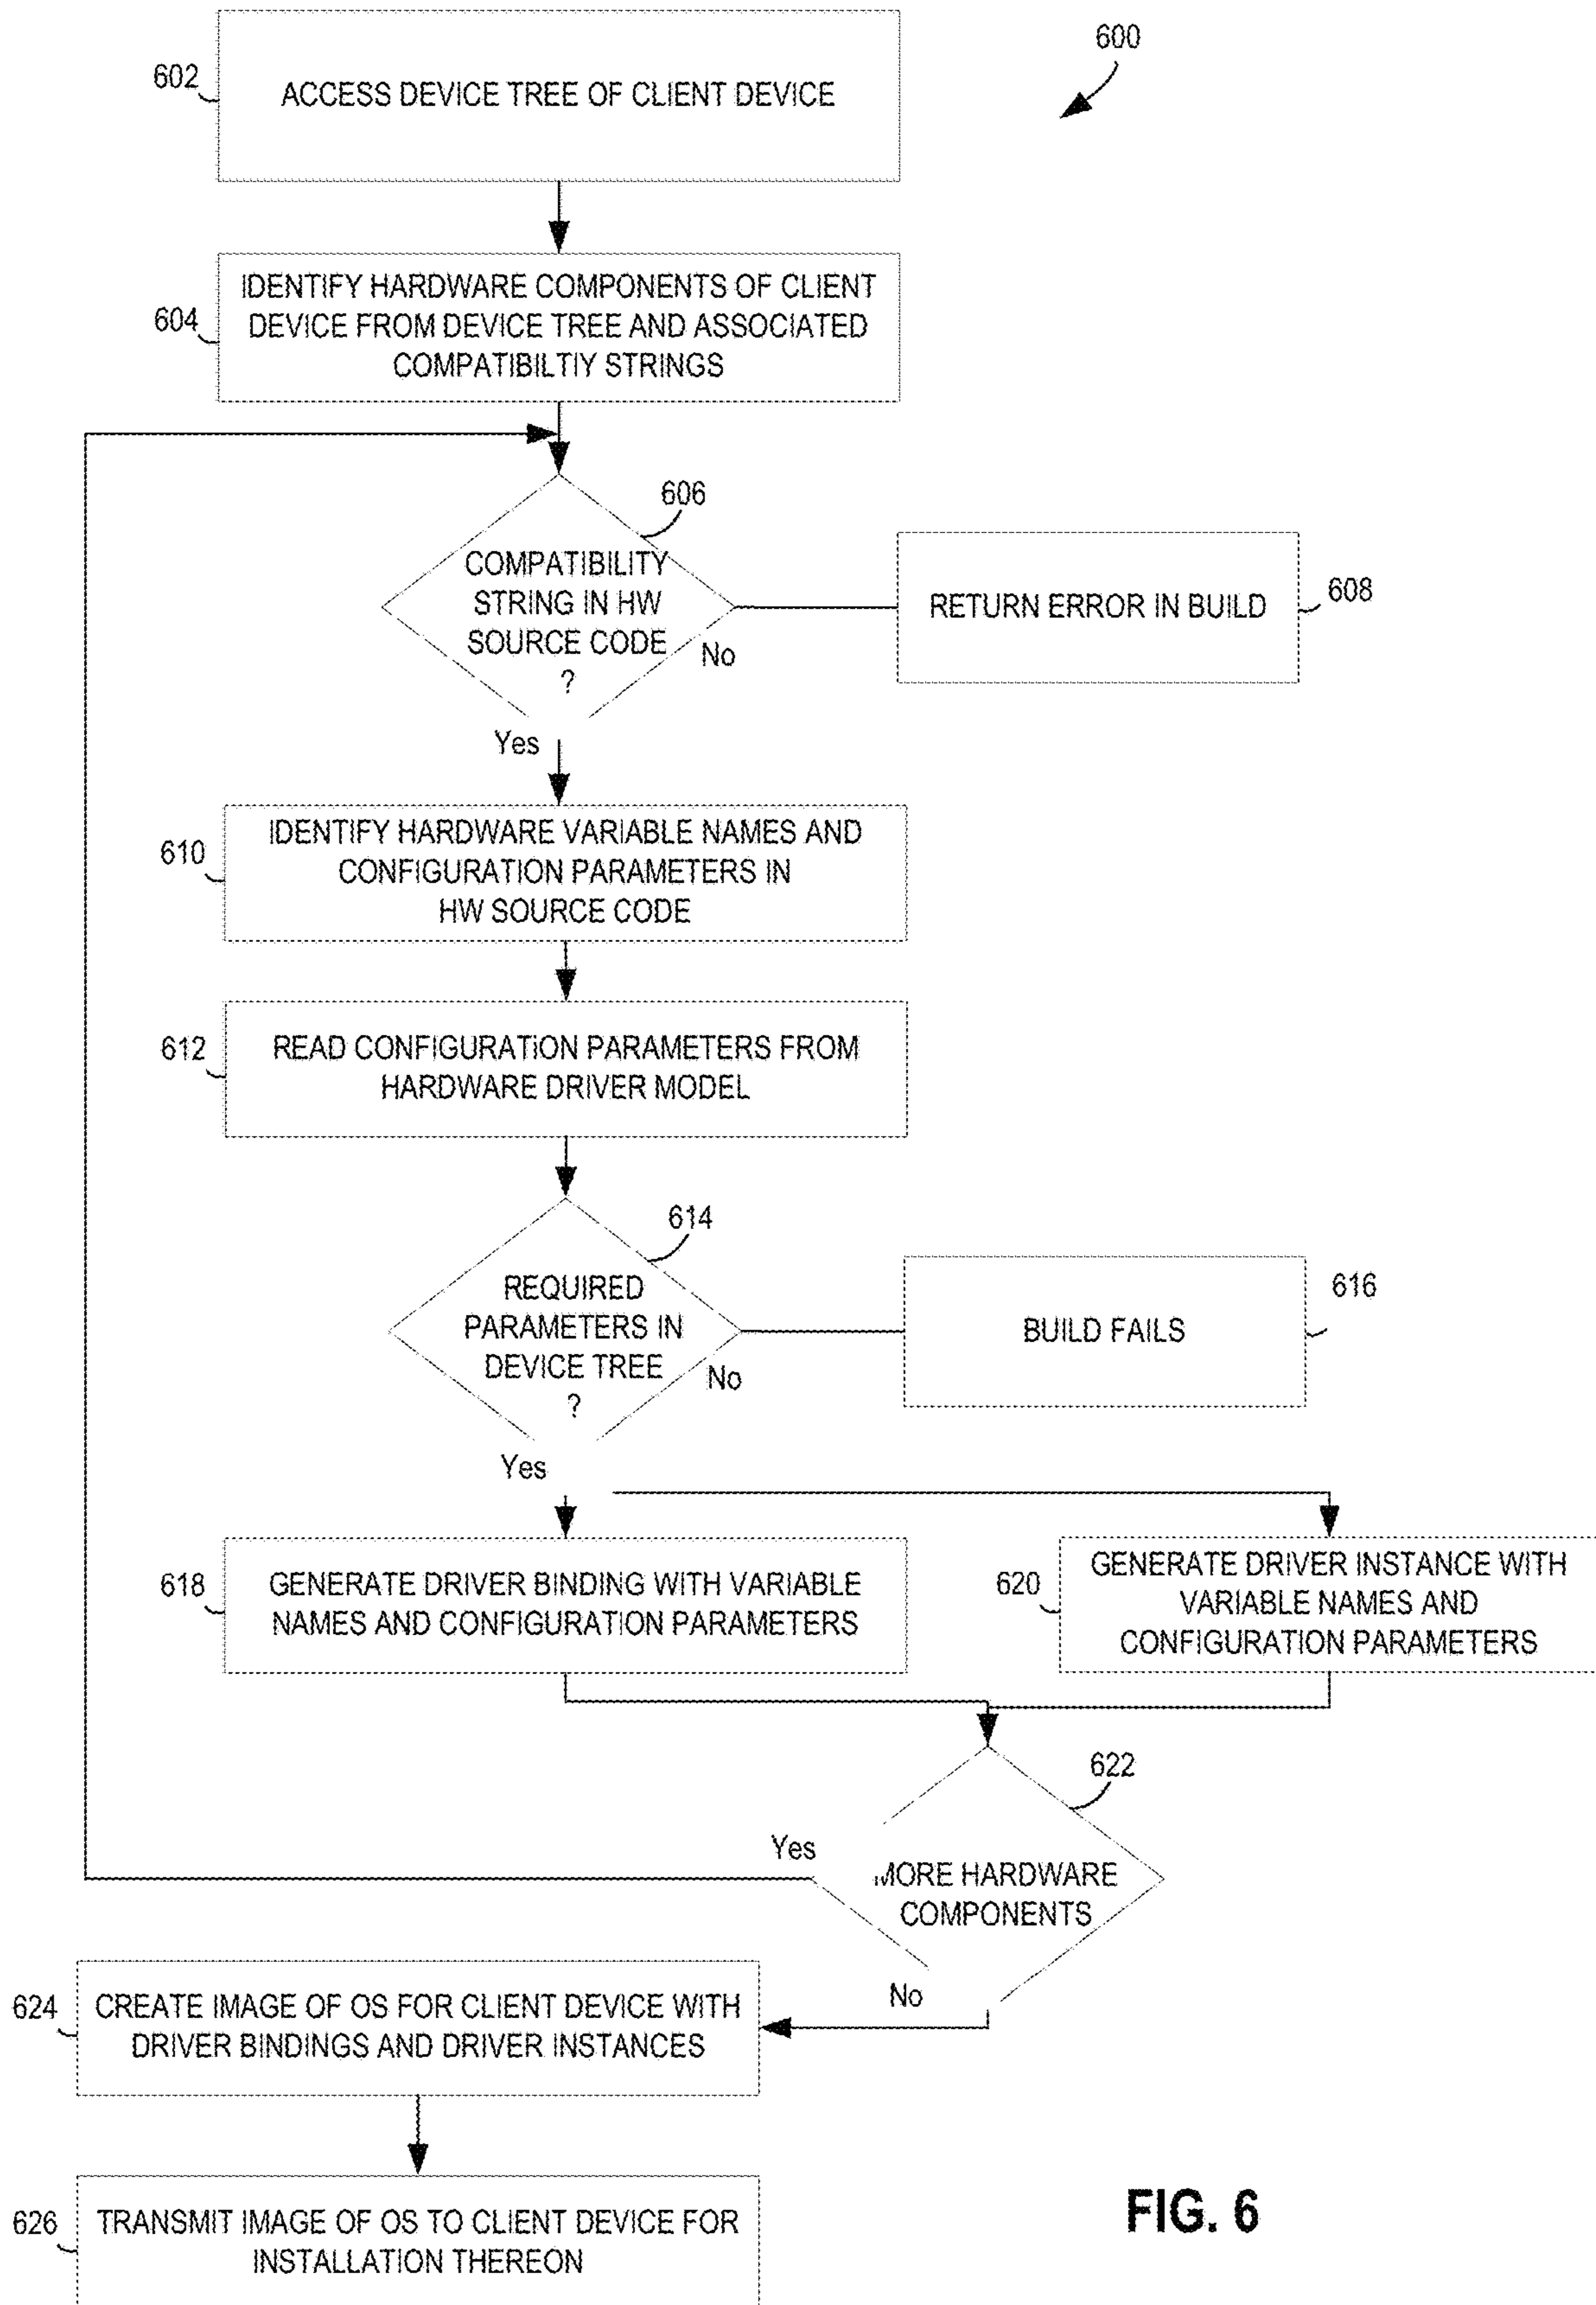 600
602
ACCESS DEVICE TREE OF CLIENT DEVICE
604
IDENTIFY HARDWARE COMPONENTS OF CLIENT
DEVICE FROM DEVICE TREE AND ASSOCIATED
COMPATIBILTIY STRINGS
606
COMPATIBILITY
STRING IN HW
SOURCE CODE
?
No
Yes
RETURN ERROR IN BUILD
608
610
IDENTIFY HARDWARE VARIABLE NAMES AND
CONFIGURATION PARAMETERS IN
HW SOURCE CODE
612
READ CONFIGURATION PARAMETERS FROM
HARDWARE DRIVER MODEL
614
REQUIRED
PARAMETERS IN
DEVICE TREE
?
No
Yes
BUILD FAILS
616
618
GENERATE DRIVER BINDING WITH VARIABLE
NAMES AND CONFIGURATION PARAMETERS
620
GENERATE DRIVER INSTANCE WITH
VARIABLE NAMES AND
CONFIGURATION PARAMETERS
622
Yes
MORE HARDWARE
COMPONENTS
No
624
CREATE IMAGE OF OS FOR CLIENT DEVICE WITH
DRIVER BINDINGS AND DRIVER INSTANCES
626
TRANSMIT IMAGE OF OS TO CLIENT DEVICE FOR
INSTALLATION THEREON
FIG. 6